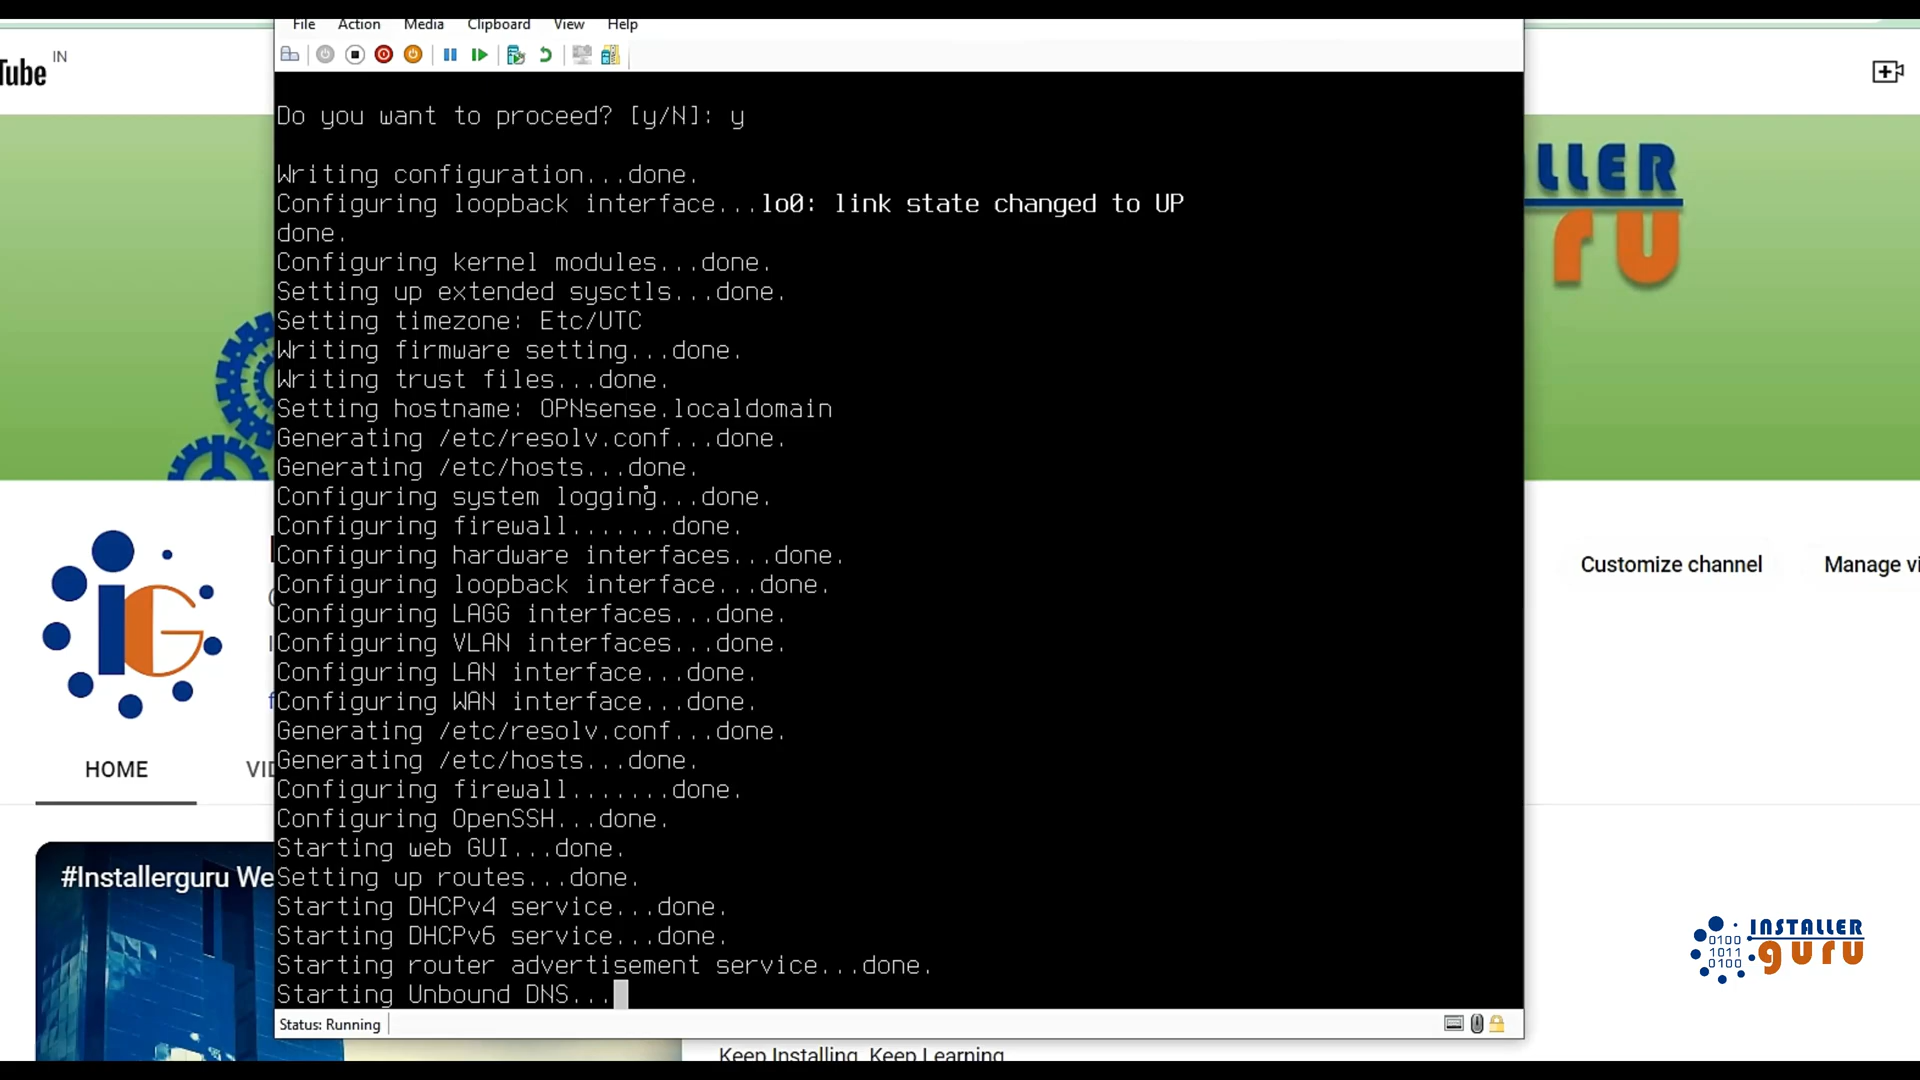 File Action Media Clipboard View Help
Tube IN
Do you want to proceed? [y/N]: y
Writing configuration...done.
Configuring loopback interface...lo0: link state changed to UP
done.
Configuring kernel modules...done.
Setting up extended sysctls...done.
Setting timezone: Etc/UTC
Writing firmware setting...done.
Writing trust files...done.
Setting hostname: OPNsense.localdomain
Generating /etc/resolv.conf...done.
Generating /etc/hosts...done.
Configuring system logging...done.
Configuring firewall.......done.
Configuring hardware interfaces...done.
Configuring loopback interface...done.
Configuring LAGG interfaces...done.
Configuring VLAN interfaces...done.
Configuring LAN interface...done.
Configuring WAN interface...done.
Generating /etc/resolv.conf...done.
Generating /etc/hosts...done.
Configuring firewall.......done.
Configuring OpenSSH...done.
Starting web GUI...done.
Setting up routes...done.
Starting DHCPv4 service...done.
Starting DHCPv6 service...done.
Starting router advertisement service...done.
Starting Unbound DNS...
Status: Running
LLER
ru
IG
Customize channel Manage vi
HOME VID
#Installerguru We
INSTALLER
guru
0100
1011
0100
Keep Installing, Keep Learning